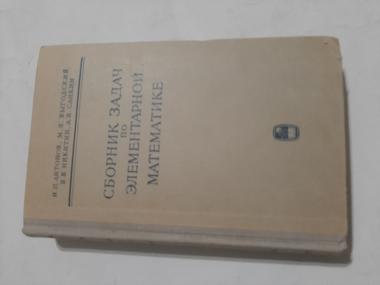 Н. П. АНТОНОВ, М. Я. ВЫГОДСКИЙ
В. В. НИКИТИН, А. И. САНКИН
СБОРНИК ЗАДАЧ
ПО
ЭЛЕМЕНТАРНОЙ
МАТЕМАТИКЕ